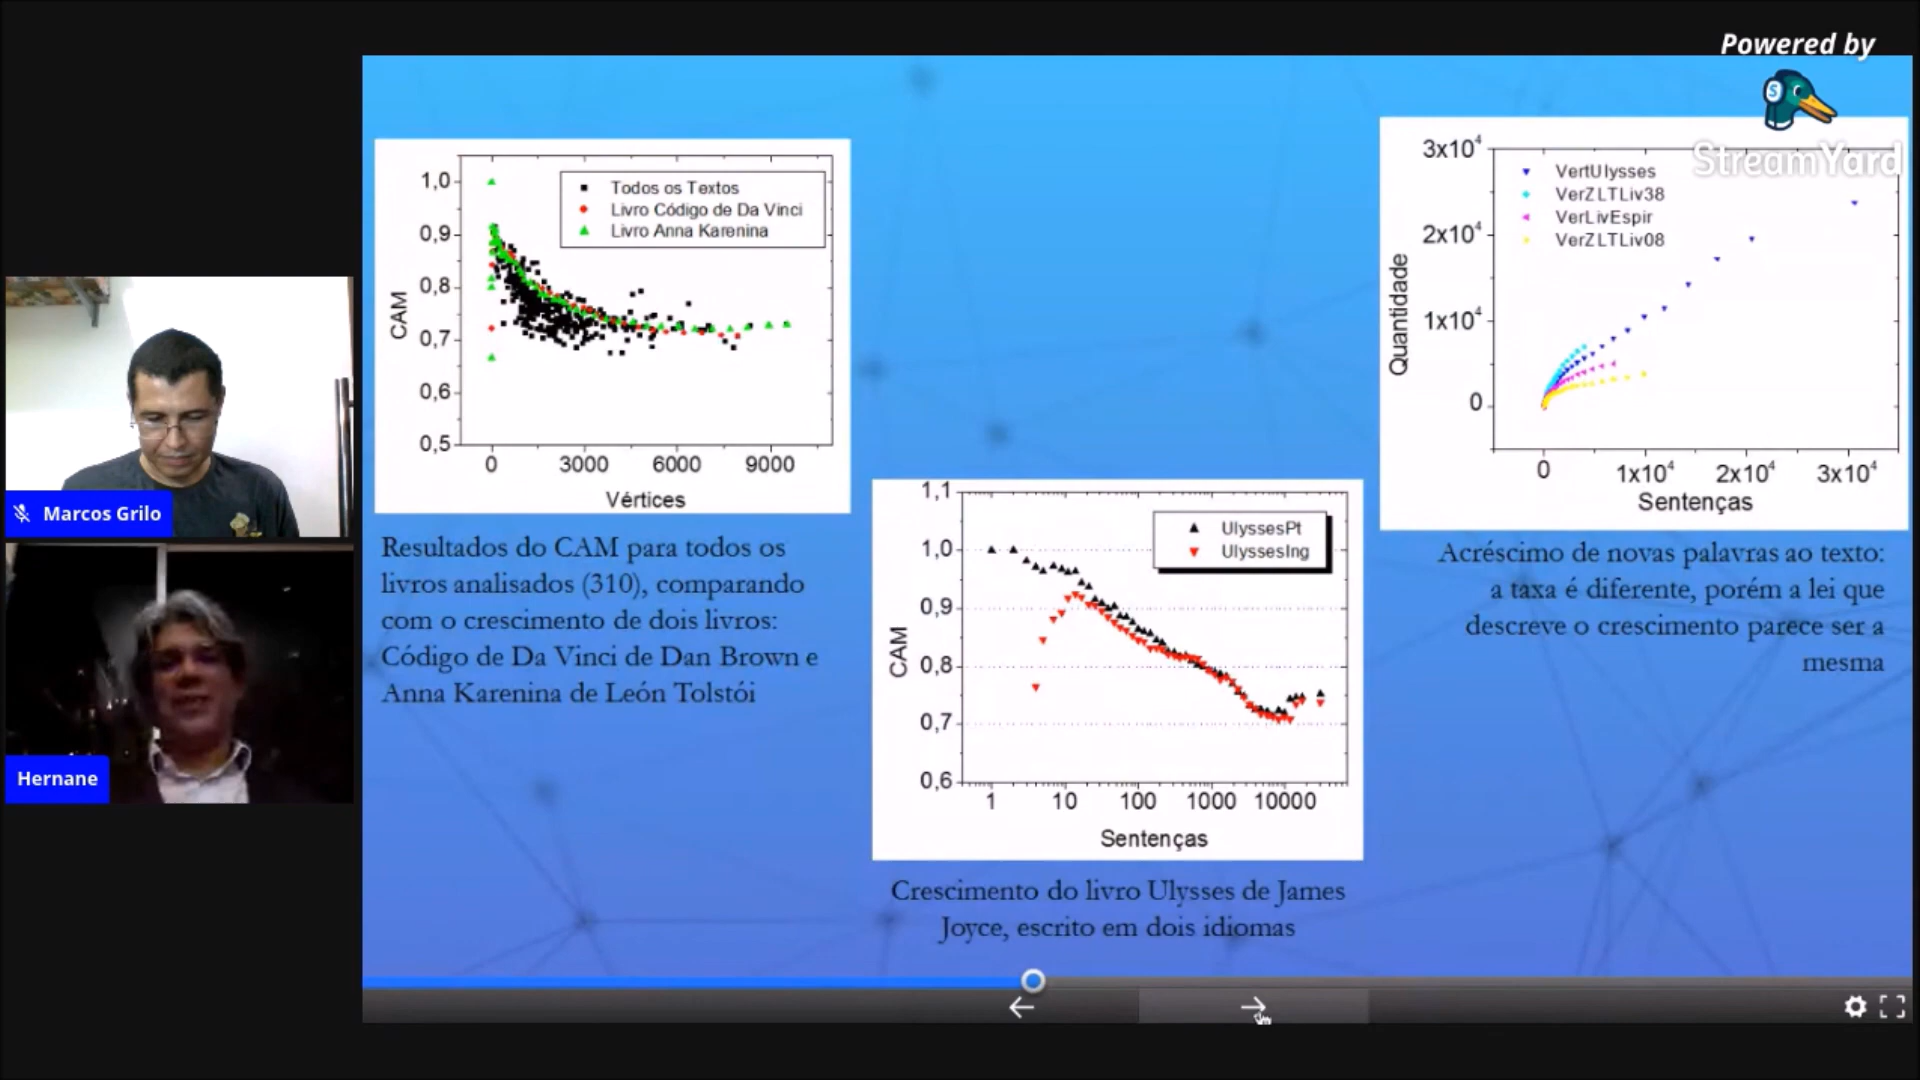 Powered by
StreamYard
Marcos Grilo
Hernane
1,0
0,9
0,8
0,7
0,6
0,5
CAM
Todos os Textos
Livro Código de Da Vinci
Livro Anna Karenina
0 3000 6000 9000
Vértices
Resultados do CAM para todos os
livros analisados (310), comparando
com o crescimento de dois livros:
Código de Da Vinci de Dan Brown e
Anna Karenina de León Tolstói
1,1
1,0
0,9
0,8
0,7
0,6
CAM
UlyssesPt
UlyssesIng
1 10 100 1000 10000
Sentenças
Crescimento do livro Ulysses de James
Joyce, escrito em dois idiomas
3x10⁴
2x10⁴
1x10⁴
0
Quantidade
VertUlysses
VerZLTLiv38
VerLivEspir
VerZLTLiv08
0 1x10⁴ 2x10⁴ 3x10⁴
Sentenças
Acréscimo de novas palavras ao texto:
a taxa é diferente, porém a lei que
descreve o crescimento parece ser a
mesma